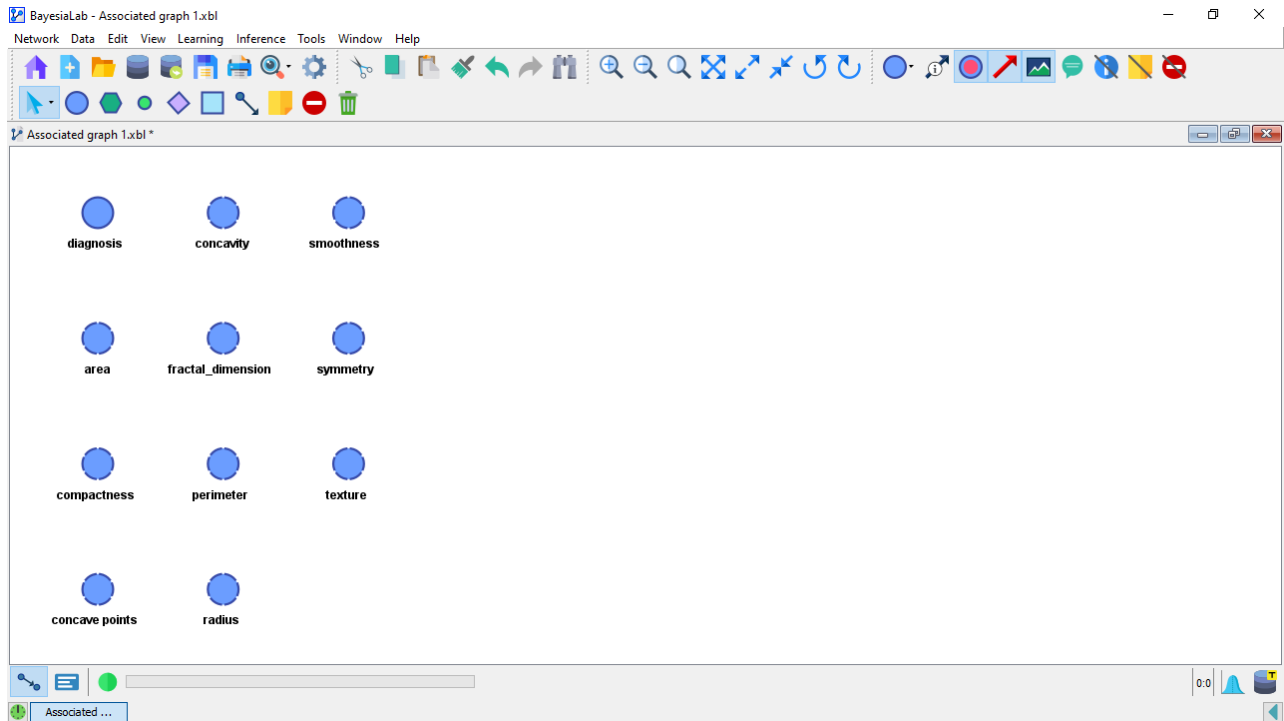 BayesiaLab - Associated graph 1.xbl
Network Data Edit View Learning Inference Tools Window Help
Associated graph 1.xbl *
diagnosis concavity smoothness
area fractal_dimension symmetry
compactness perimeter texture
concave points radius
0:0 T
Associated ...